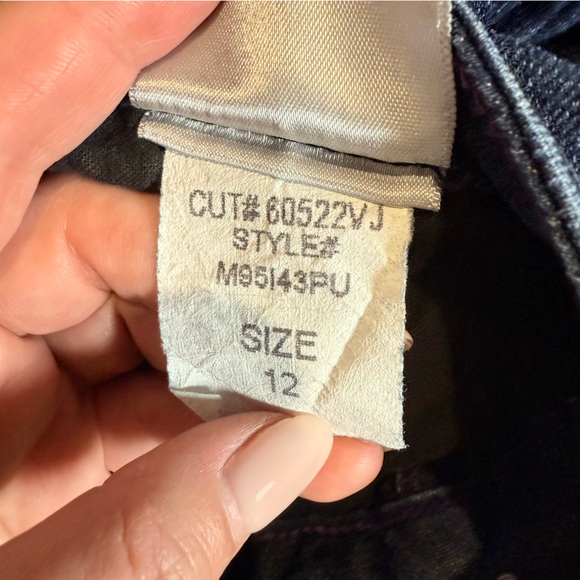 CUT# 60522VJ
STYLE#
M95I43PU
SIZE
12